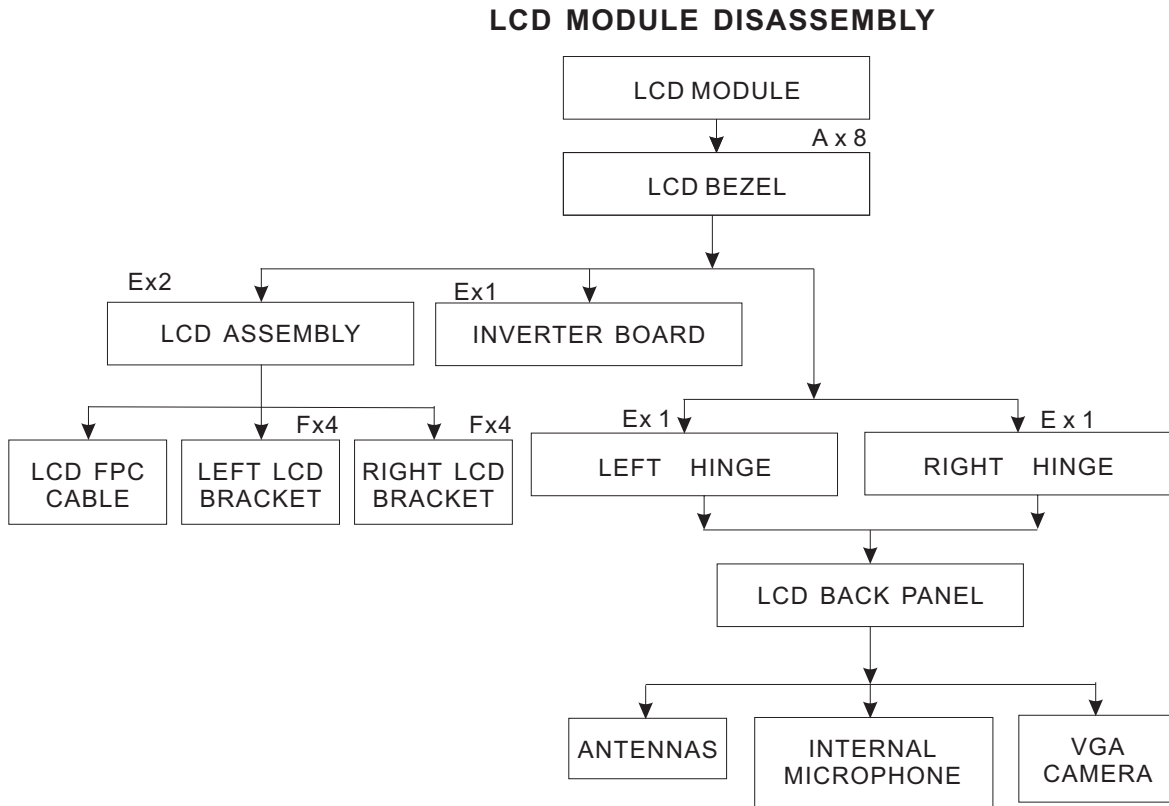 LCD MODULE DISASSEMBLY
LCD MODULE
A x 8
LCD BEZEL
Ex2
LCD ASSEMBLY
Ex1
INVERTER BOARD
LCD FPC
CABLE
Fx4
LEFT LCD
BRACKET
Fx4
RIGHT LCD
BRACKET
Ex 1
LEFT HINGE
E x 1
RIGHT HINGE
LCD BACK PANEL
ANTENNAS
INTERNAL
MICROPHONE
VGA
CAMERA